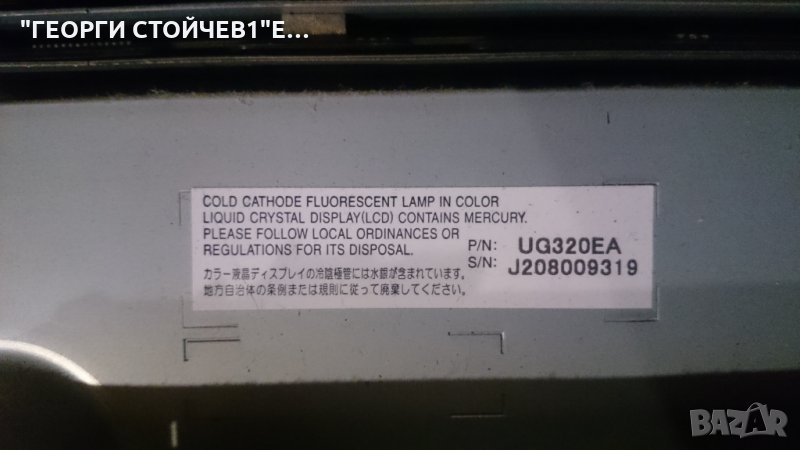 "ГЕОРГИ СТОЙЧЕВ1"Е...
COLD CATHODE FLUORESCENT LAMP IN COLOR
LIQUID CRYSTAL DISPLAY(LCD) CONTAINS MERCURY.
PLEASE FOLLOW LOCAL ORDINANCES OR
REGULATIONS FOR ITS DISPOSAL.
P/N: UG320EA
S/N: J208009319
カラー液晶ディスプレイの冷陰極管には水銀が含まれています。
地方自治体の条例または規則に従って廃棄してください。
BAZAR